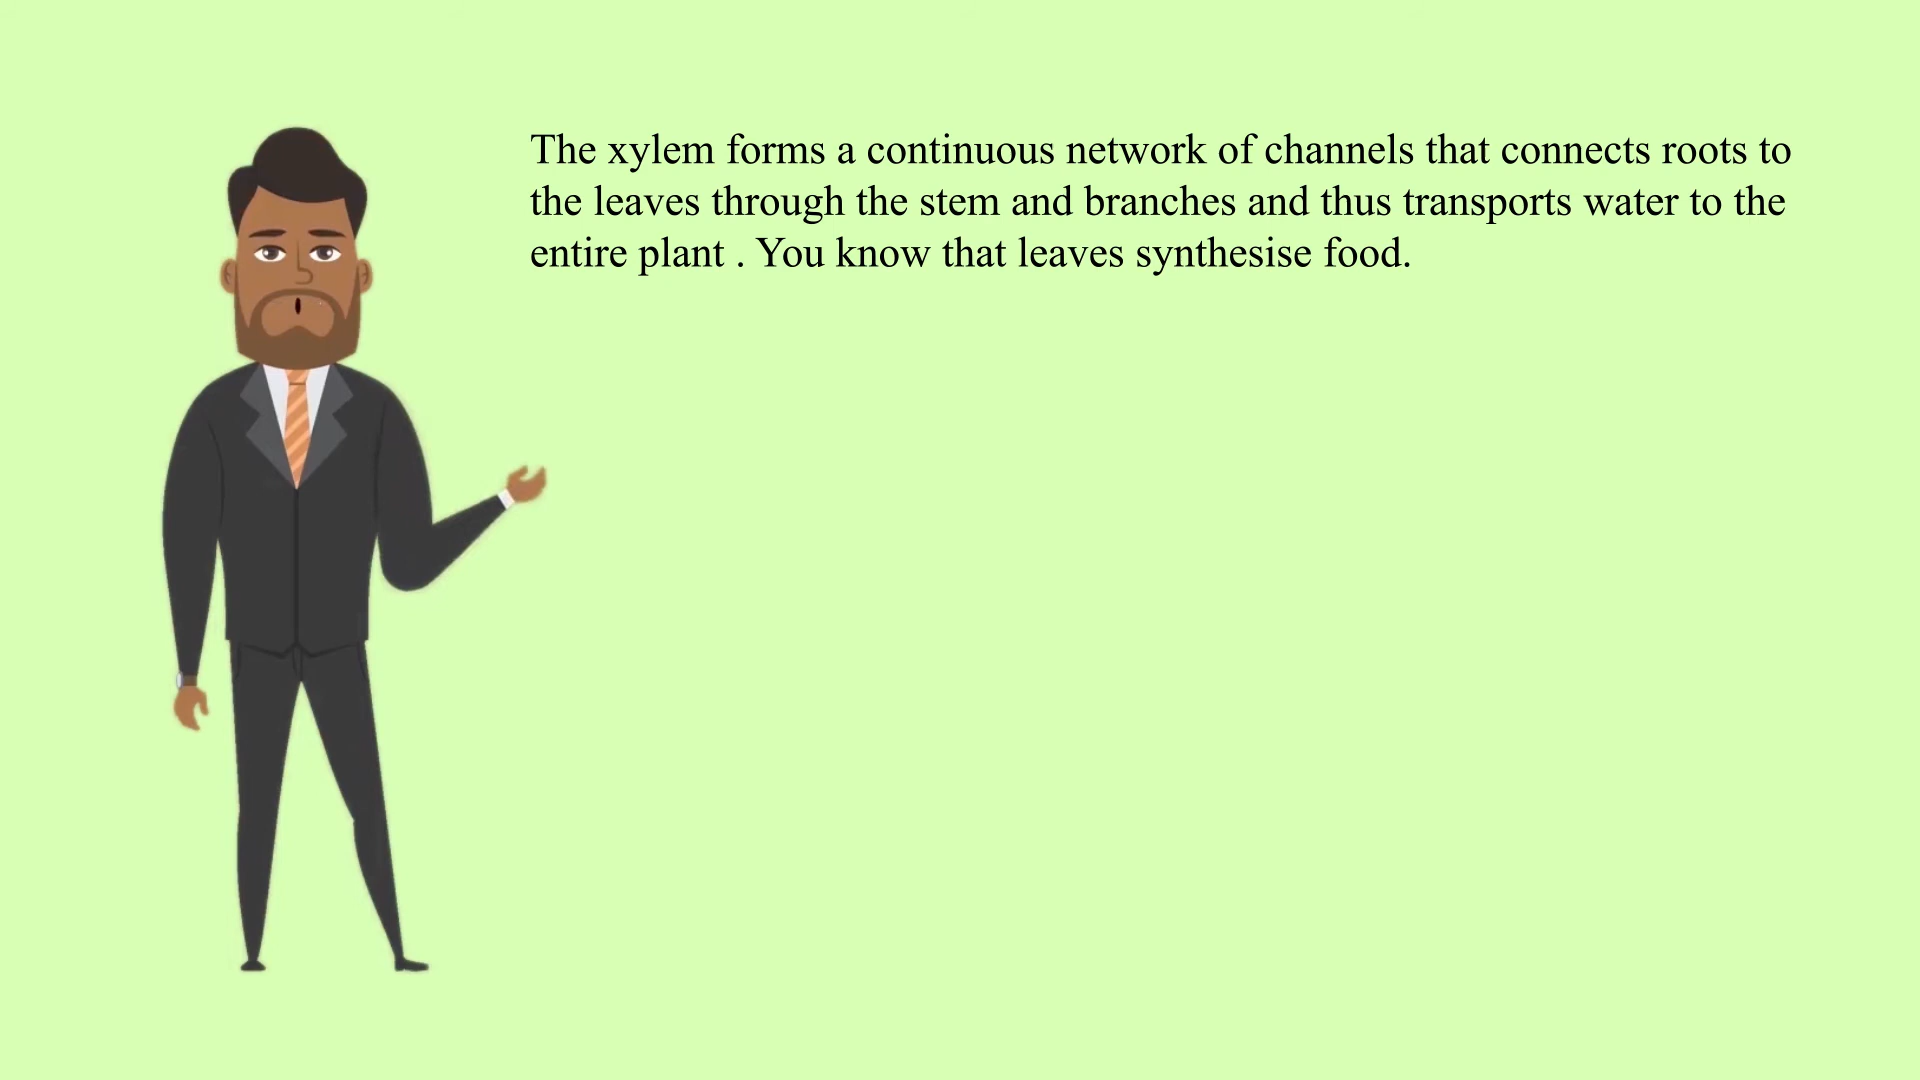 The xylem forms a continuous network of channels that connects roots to
the leaves through the stem and branches and thus transports water to the
entire plant . You know that leaves synthesise food.